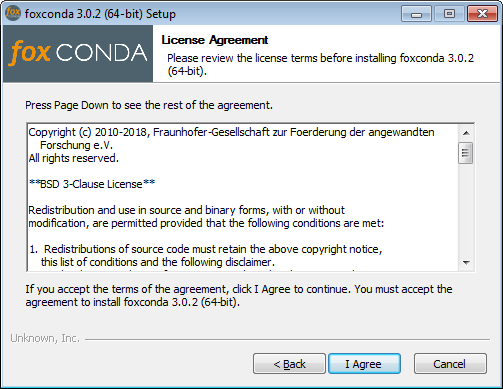 foxconda 3.0.2 (64-bit) Setup
fox CONDA
License Agreement
Please review the license terms before installing foxconda 3.0.2
(64-bit).
Press Page Down to see the rest of the agreement.
Copyright (c) 2010-2018, Fraunhofer-Gesellschaft zur Foerderung der angewandten
Forschung e.V.
All rights reserved.
**BSD 3-Clause License**
Redistribution and use in source and binary forms, with or without
modification, are permitted provided that the following conditions are met:
1. Redistributions of source code must retain the above copyright notice,
this list of conditions and the following disclaimer.
If you accept the terms of the agreement, click I Agree to continue. You must accept the
agreement to install foxconda 3.0.2 (64-bit).
Unknown, Inc.
< Back
I Agree
Cancel